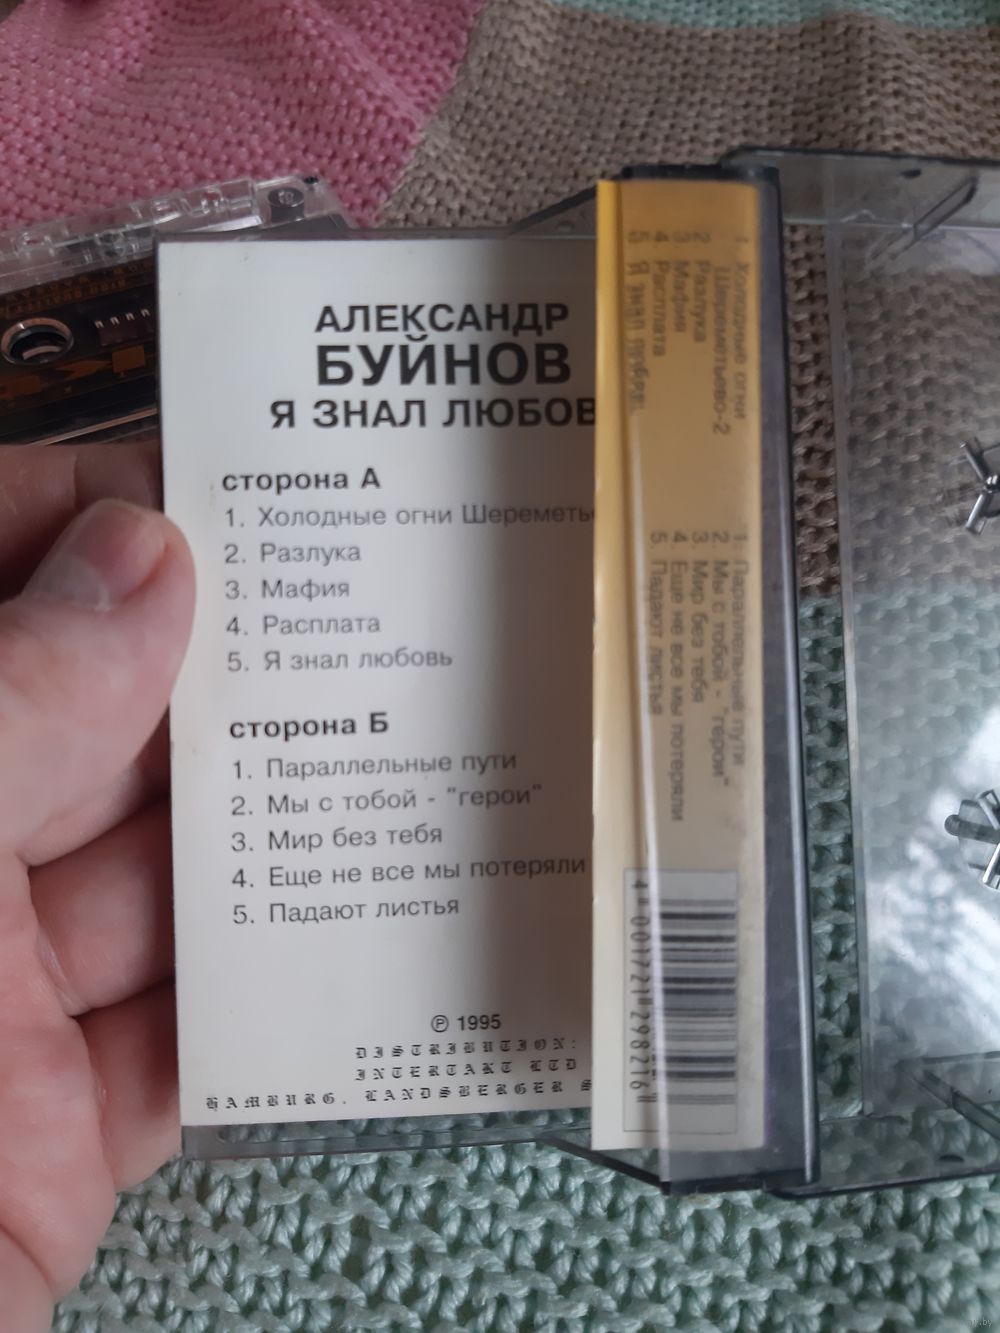 АЛЕКСАНДР
БУЙНОВ
Я ЗНАЛ ЛЮБОВ
сторона А
1. Холодные огни Шереметь
2. Разлука
3. Мафия
4. Расплата
5. Я знал любовь
сторона Б
1. Параллельные пути
2. Мы с тобой - "герои"
3. Мир без тебя
4. Еще не все мы потеряли
5. Падают листья
℗ 1995
DISTRIBUTION:
INTERTAKT LTD
HAMBURG. LANDSBERGER S
1. Холодные огни
Шереметьево-2
2. Разлука
3. Мафия
4. Расплата
5. Я знал
1. Параллельные пути
2. Мы с тобой - "герои"
3. Мир без тебя
4. Еще не все мы потеряли
5. Падают листья